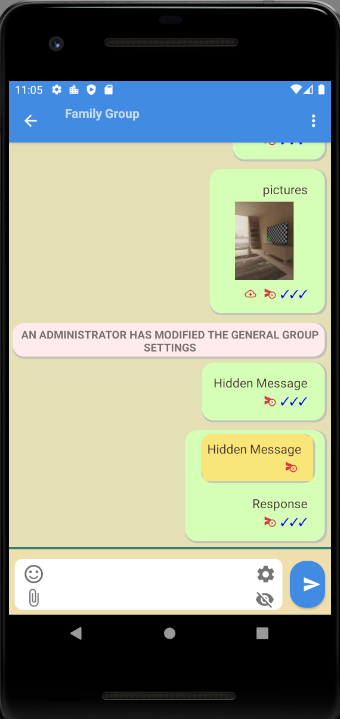 11:05
Family Group
pictures
AN ADMINISTRATOR HAS MODIFIED THE GENERAL GROUP
SETTINGS
Hidden Message
Hidden Message
Response